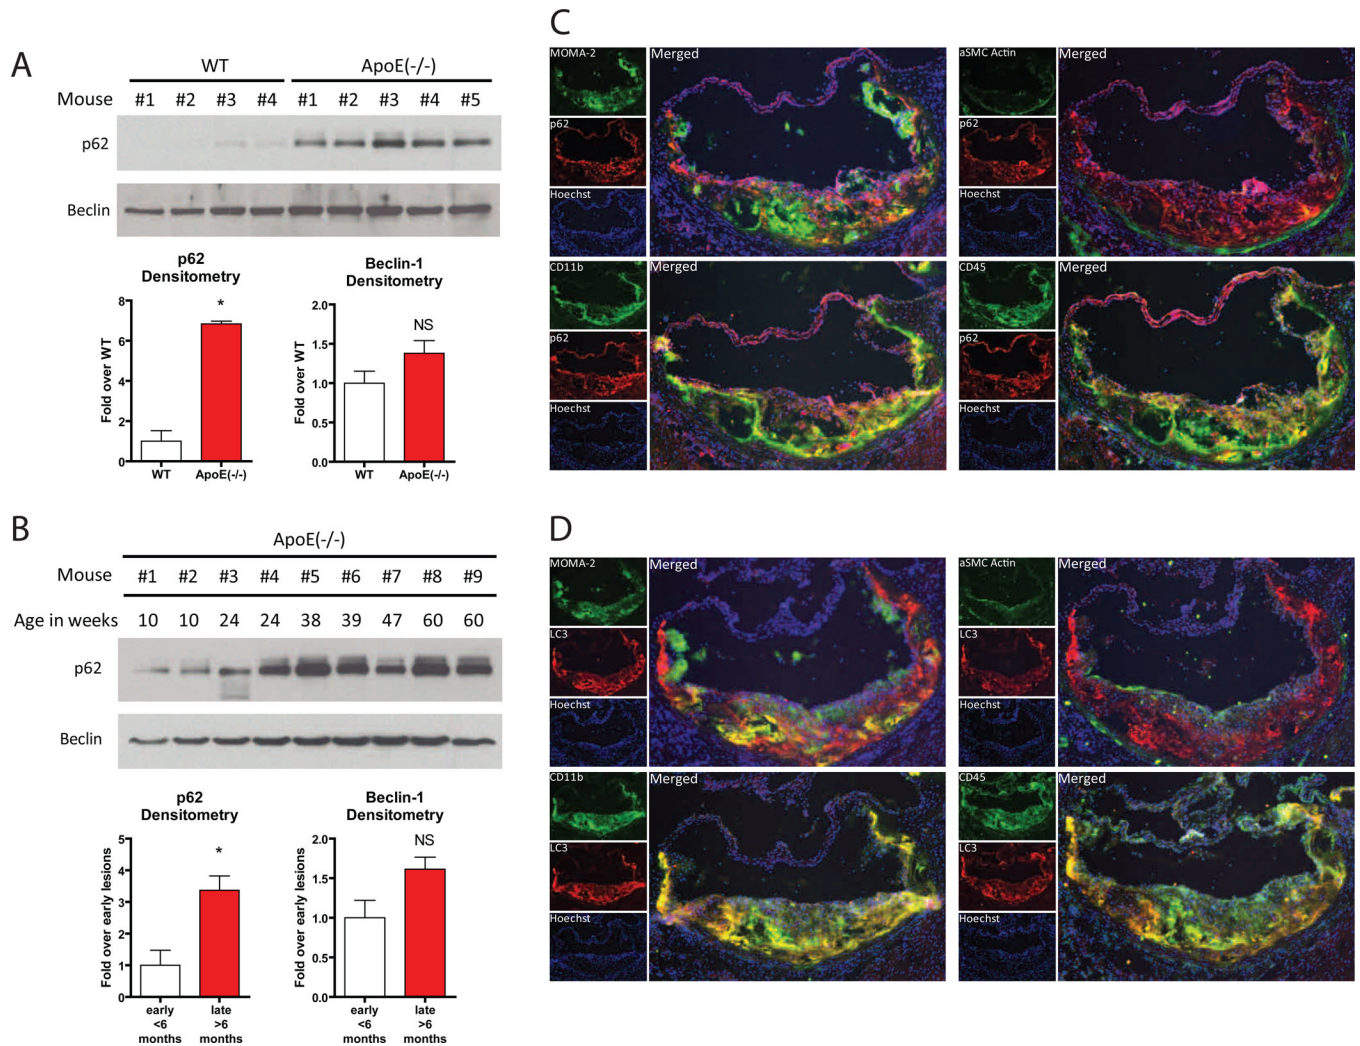 A
WT ApoE(-/-)
Mouse #1 #2 #3 #4 #1 #2 #3 #4 #5
p62
Beclin
p62
Densitometry
Fold over WT
8
6
4
2
0
*
WT ApoE(-/-)
Beclin-1
Densitometry
Fold over WT
2.0
1.5
1.0
0.5
0.0
NS
WT ApoE(-/-)
B
ApoE(-/-)
Mouse #1 #2 #3 #4 #5 #6 #7 #8 #9
Age in weeks 10 10 24 24 38 39 47 60 60
p62
Beclin
p62
Densitometry
Fold over early lesions
5
4
3
2
1
0
*
early late
<6 >6
months months
Beclin-1
Densitometry
Fold over early lesions
2.0
1.5
1.0
0.5
0.0
NS
early late
<6 >6
months months
C
MOMA-2
p62
Hoechst
Merged
aSMC Actin
p62
Hoechst
Merged
CD11b
p62
Hoechst
Merged
CD45
p62
Hoechst
Merged
D
MOMA-2
LC3
Hoechst
Merged
aSMC Actin
LC3
Hoechst
Merged
CD11b
LC3
Hoechst
Merged
CD45
LC3
Hoechst
Merged